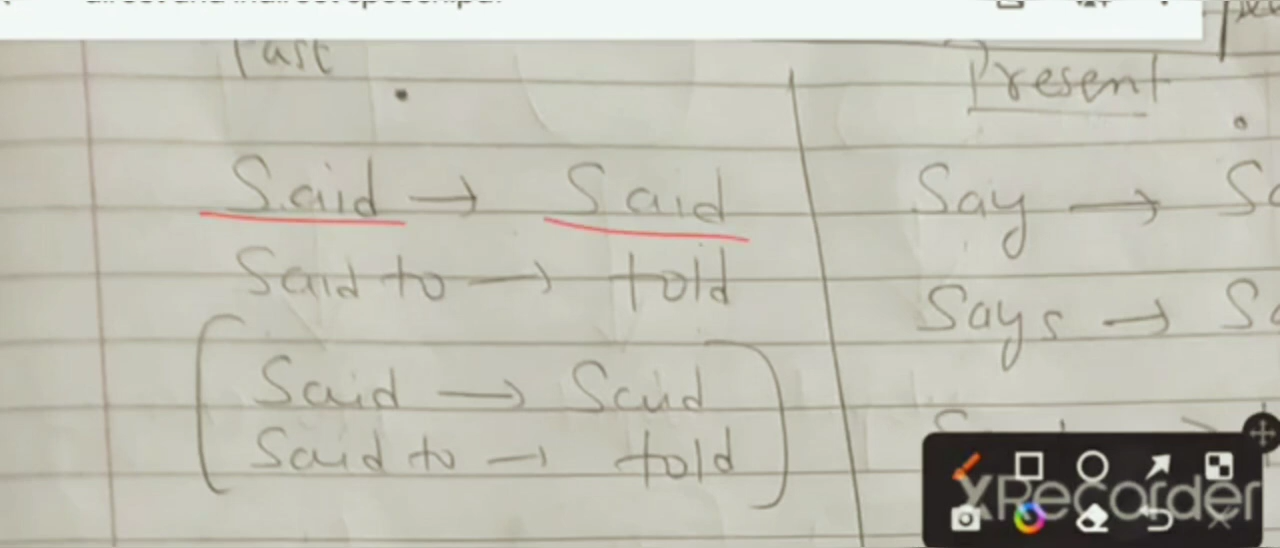 Past
Present
Said → Said
Said to → told
Said → Said
Said to → told
Say →
Says →
XRecorder